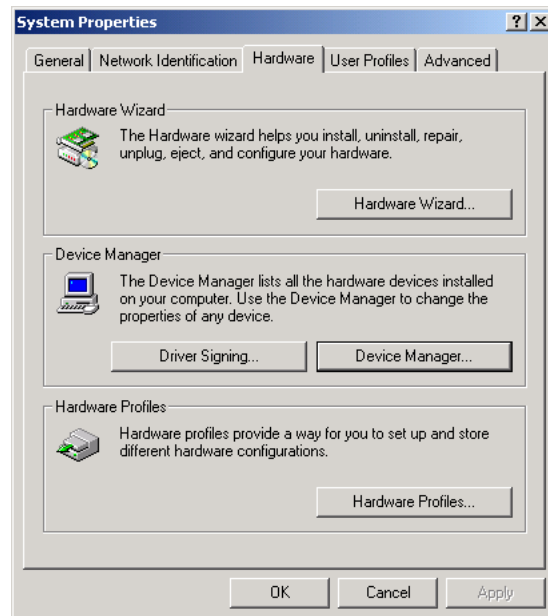 System Properties
General Network Identification Hardware User Profiles Advanced
Hardware Wizard
The Hardware wizard helps you install, uninstall, repair,
unplug, eject, and configure your hardware.
Hardware Wizard...
Device Manager
The Device Manager lists all the hardware devices installed
on your computer. Use the Device Manager to change the
properties of any device.
Driver Signing... Device Manager...
Hardware Profiles
Hardware profiles provide a way for you to set up and store
different hardware configurations.
Hardware Profiles...
OK Cancel Apply